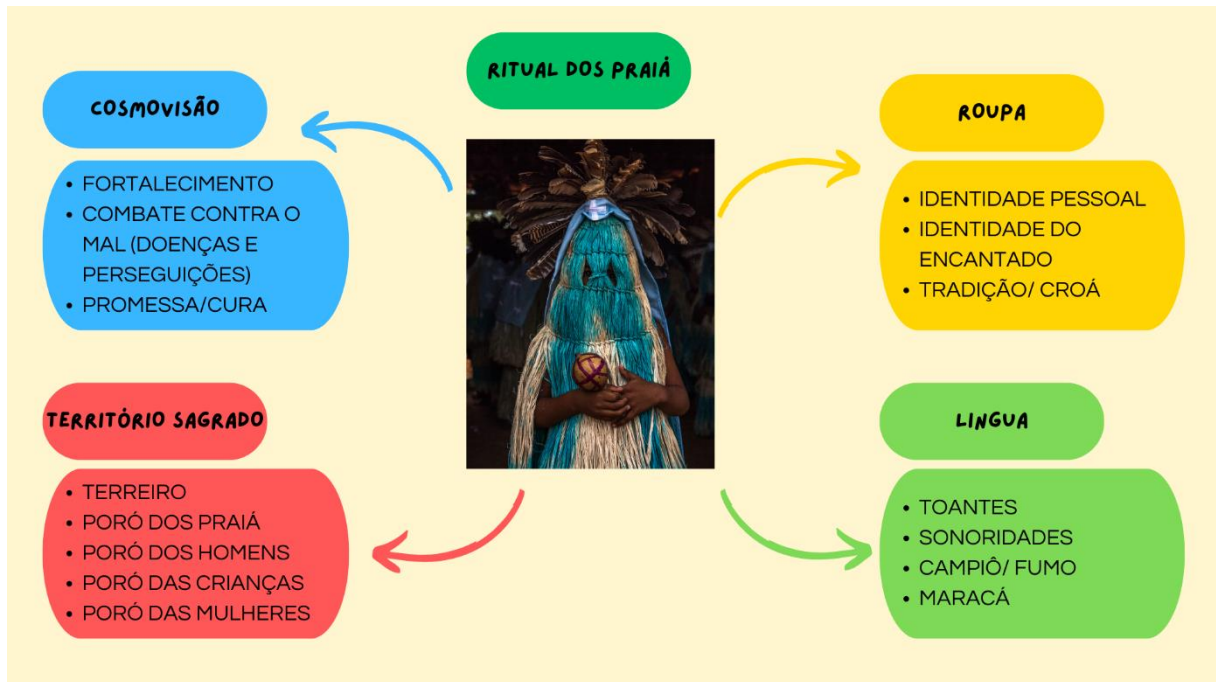 RITUAL DOS PRAIÁ
COSMOVISÃO
• FORTALECIMENTO
• COMBATE CONTRA O
MAL (DOENÇAS E
PERSEGUIÇÕES)
• PROMESSA/CURA
ROUPA
• IDENTIDADE PESSOAL
• IDENTIDADE DO
ENCANTADO
• TRADIÇÃO/ CROÁ
TERRITÓRIO SAGRADO
• TERREIRO
• PORÓ DOS PRAIÁ
• PORÓ DOS HOMENS
• PORÓ DAS CRIANÇAS
• PORÓ DAS MULHERES
LINGUA
• TOANTES
• SONORIDADES
• CAMPIÔ/ FUMO
• MARACÁ